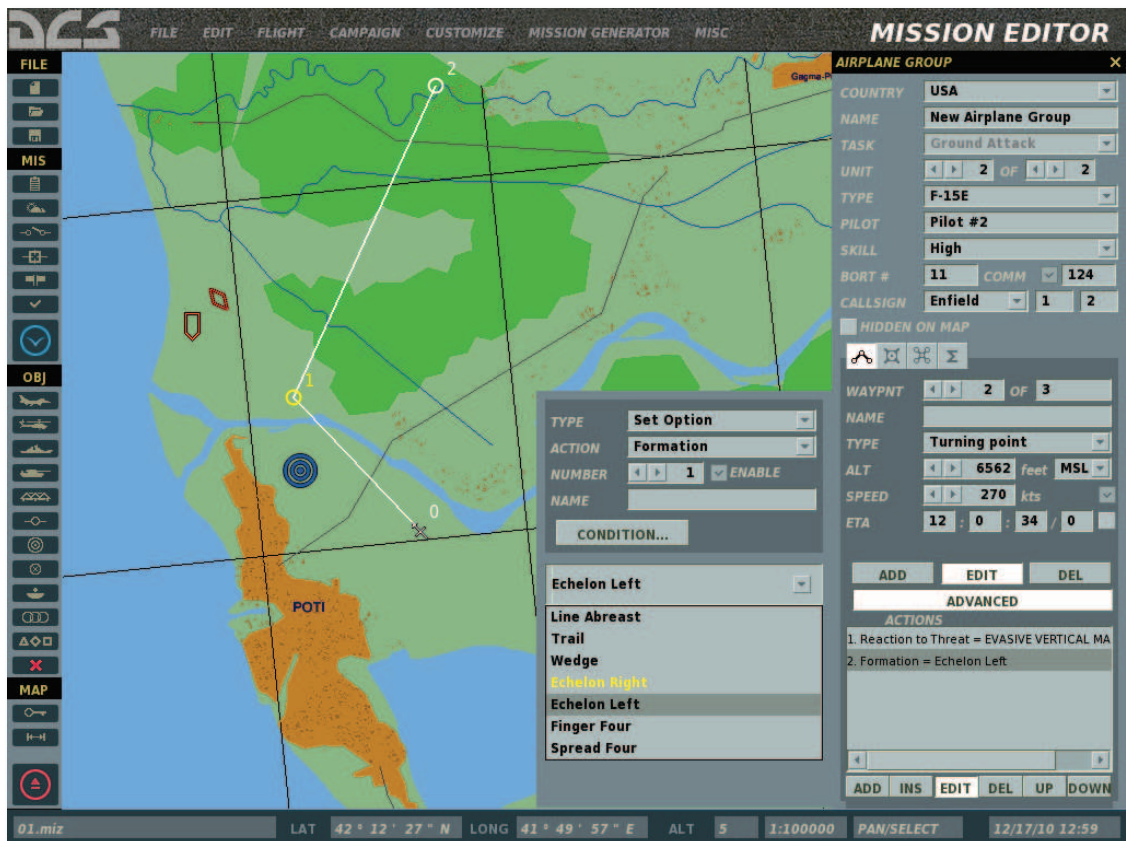 DCS FILE EDIT FLIGHT CAMPAIGN CUSTOMIZE MISSION GENERATOR MISC MISSION EDITOR
FILE
MIS
OBJ
MAP
2
1
0
POTI
TYPE Set Option
ACTION Formation
NUMBER 1 ENABLE
NAME
CONDITION...
Echelon Left
Line Abreast
Trail
Wedge
Echelon Right
Echelon Left
Finger Four
Spread Four
AIRPLANE GROUP X
COUNTRY USA
NAME New Airplane Group
TASK Ground Attack
UNIT 2 OF 2
TYPE F-15E
PILOT Pilot #2
SKILL High
BORT # 11 COMM 124
CALLSIGN Enfield 1 2
HIDDEN ON MAP
Σ
WAYPNT 2 OF 3
NAME
TYPE Turning point
ALT 6562 feet MSL
SPEED 270 kts
ETA 12 : 0 : 34 / 0
ADD EDIT DEL
ADVANCED
ACTIONS
1. Reaction to Threat = EVASIVE VERTICAL MA
2. Formation = Echelon Left
ADD INS EDIT DEL UP DOWN
01.miz LAT 42 ° 12 ' 27 " N LONG 41 ° 49 ' 57 " E ALT 5 1:100000 PAN/SELECT 12/17/10 12:59